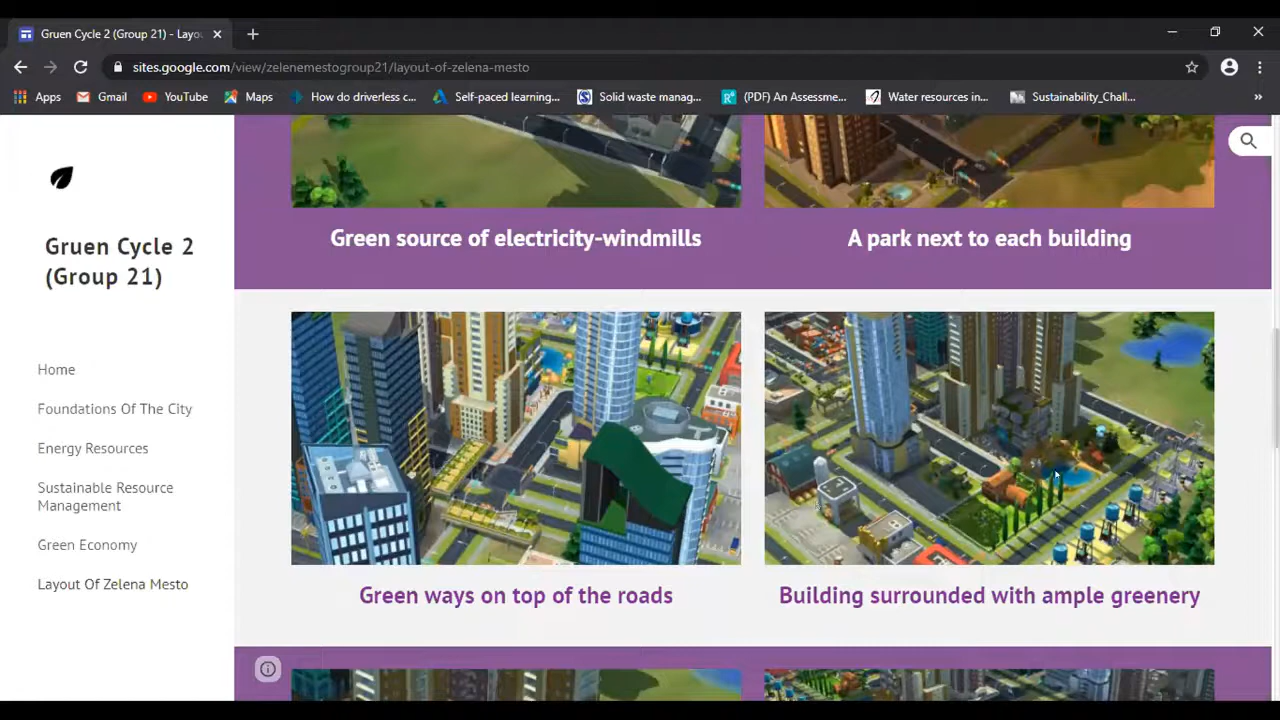 Gruen Cycle 2 (Group 21) - Layo
sites.google.com/view/zelenemestogroup21/layout-of-zelena-mesto
Apps Gmail YouTube Maps How do driverless c... Self-paced learning... Solid waste manag... (PDF) An Assessme... Water resources in... Sustainability_Chall... »
Gruen Cycle 2
(Group 21)
Home
Foundations Of The City
Energy Resources
Sustainable Resource
Management
Green Economy
Layout Of Zelena Mesto
Green source of electricity-windmills
A park next to each building
Green ways on top of the roads
Building surrounded with ample greenery